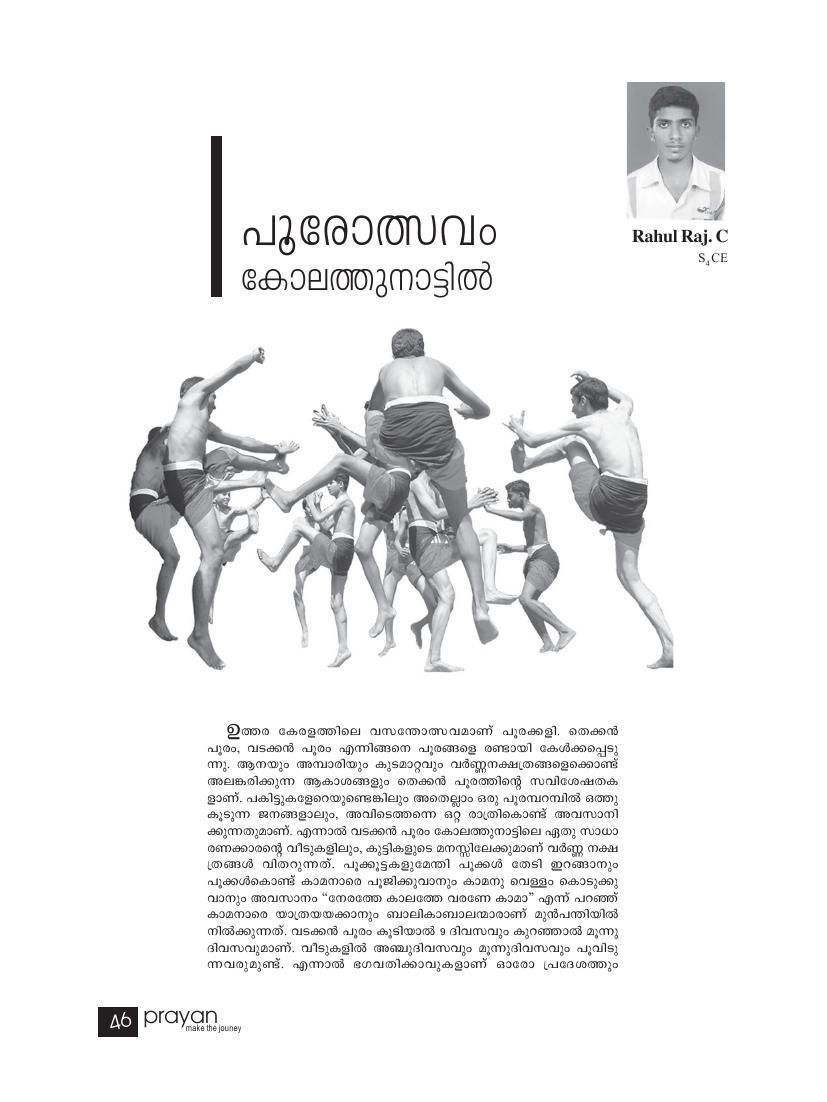 Rahul Raj. C
S4CE
പൂരോത്സവം
കോലത്തുനാട്ടിൽ
ഉത്തര കേരളത്തിലെ വസന്തോത്സവമാണ് പൂരക്കളി. തെക്കൻ
പൂരം, വടക്കൻ പൂരം എന്നിങ്ങനെ പൂരങ്ങളെ രണ്ടായി കേൾക്കപ്പെടു
ന്നു. ആനയും അമ്പാരിയും കുടമാറ്റവും വർണ്ണനക്ഷത്രങ്ങളെക്കൊണ്ട്
അലങ്കരിക്കുന്ന ആകാശങ്ങളും തെക്കൻ പൂരത്തിന്റെ സവിശേഷതക
ളാണ്. പകിട്ടുകളേറെയുണ്ടെങ്കിലും അതെല്ലാം ഒരു പൂരമ്പറമ്പിൽ ഒത്തു
കൂടുന്ന ജനങ്ങളാലും, അവിടെത്തന്നെ ഒറ്റ രാത്രികൊണ്ട് അവസാനി
ക്കുന്നതുമാണ്. എന്നാൽ വടക്കൻ പൂരം കോലത്തുനാട്ടിലെ ഏതു സാധാ
രണക്കാരന്റെ വീടുകളിലും, കുട്ടികളുടെ മനസ്സിലേക്കുമാണ് വർണ്ണ നക്ഷ
ത്രങ്ങൾ വിതറുന്നത്. പൂക്കൂട്ടകളുമേന്തി പൂക്കൾ തേടി ഇറങ്ങാനും
പൂക്കൾകൊണ്ട് കാമനാരെ പൂജിക്കുവാനും കാമനു വെള്ളം കൊടുക്കു
വാനും അവസാനം “നേരത്തേ കാലത്തേ വരണേ കാമാ” എന്ന് പറഞ്ഞ്
കാമനാരെ യാത്രയയക്കാനും ബാലികാബാലന്മാരാണ് മുൻപന്തിയിൽ
നിൽക്കുന്നത്. വടക്കൻ പൂരം കൂടിയാൽ 9 ദിവസവും കുറഞ്ഞാൽ മൂന്നു
ദിവസവുമാണ്. വീടുകളിൽ അഞ്ചുദിവസവും മൂന്നുദിവസവും പൂവിടു
ന്നവരുമുണ്ട്. എന്നാൽ ഭഗവതിക്കാവുകളാണ് ഓരോ പ്രദേശത്തും
46 prayan
make the jouney